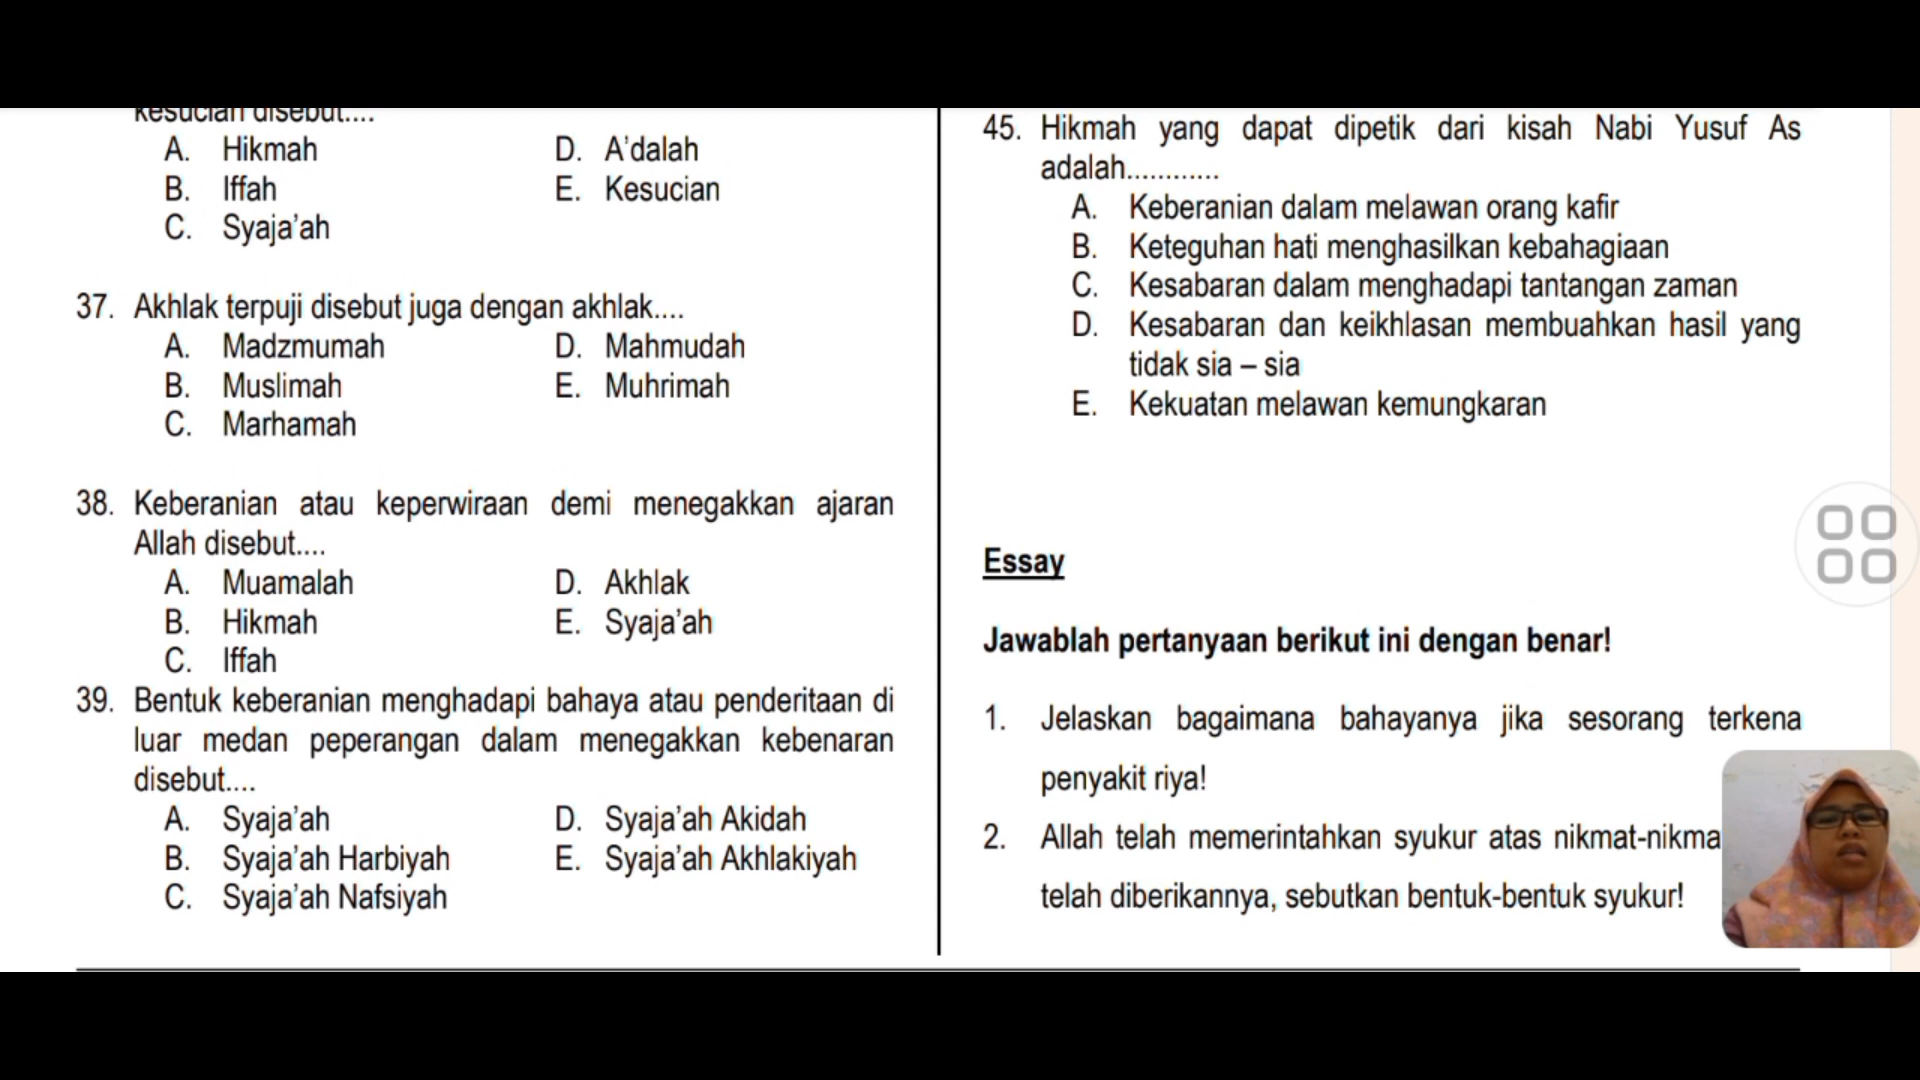 kesucian disebut....
A. Hikmah D. A'dalah
B. Iffah E. Kesucian
C. Syaja'ah
37. Akhlak terpuji disebut juga dengan akhlak....
A. Madzmumah D. Mahmudah
B. Muslimah E. Muhrimah
C. Marhamah
38. Keberanian atau keperwiraan demi menegakkan ajaran
Allah disebut....
A. Muamalah D. Akhlak
B. Hikmah E. Syaja'ah
C. Iffah
39. Bentuk keberanian menghadapi bahaya atau penderitaan di
luar medan peperangan dalam menegakkan kebenaran
disebut....
A. Syaja'ah D. Syaja'ah Akidah
B. Syaja'ah Harbiyah E. Syaja'ah Akhlakiyah
C. Syaja'ah Nafsiyah
45. Hikmah yang dapat dipetik dari kisah Nabi Yusuf As
adalah............
A. Keberanian dalam melawan orang kafir
B. Keteguhan hati menghasilkan kebahagiaan
C. Kesabaran dalam menghadapi tantangan zaman
D. Kesabaran dan keikhlasan membuahkan hasil yang
tidak sia – sia
E. Kekuatan melawan kemungkaran
Essay
Jawablah pertanyaan berikut ini dengan benar!
1. Jelaskan bagaimana bahayanya jika sesorang terkena
penyakit riya!
2. Allah telah memerintahkan syukur atas nikmat-nikma
telah diberikannya, sebutkan bentuk-bentuk syukur!